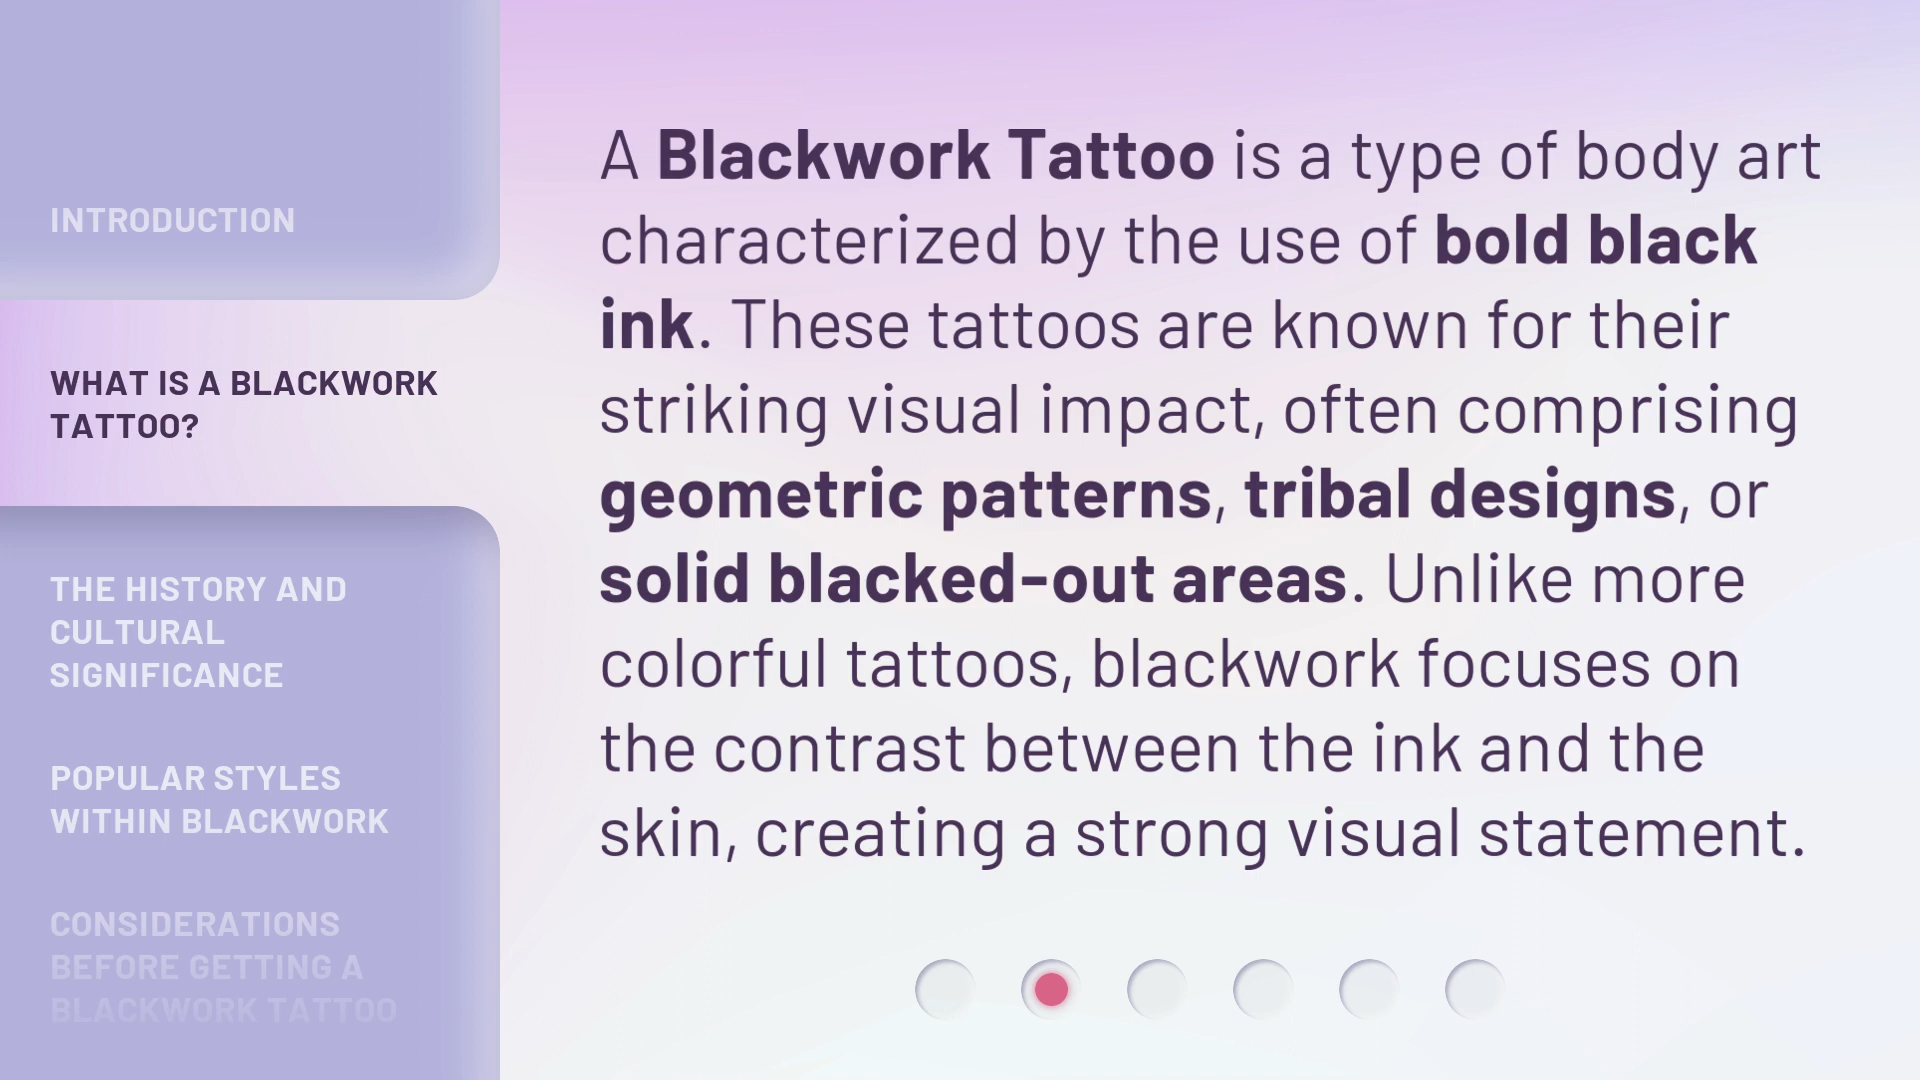 INTRODUCTION
WHAT IS A BLACKWORK
TATTOO?
THE HISTORY AND
CULTURAL
SIGNIFICANCE
POPULAR STYLES
WITHIN BLACKWORK
CONSIDERATIONS
BEFORE GETTING A
BLACKWORK TATTOO
A Blackwork Tattoo is a type of body art
characterized by the use of bold black
ink. These tattoos are known for their
striking visual impact, often comprising
geometric patterns, tribal designs, or
solid blacked-out areas. Unlike more
colorful tattoos, blackwork focuses on
the contrast between the ink and the
skin, creating a strong visual statement.